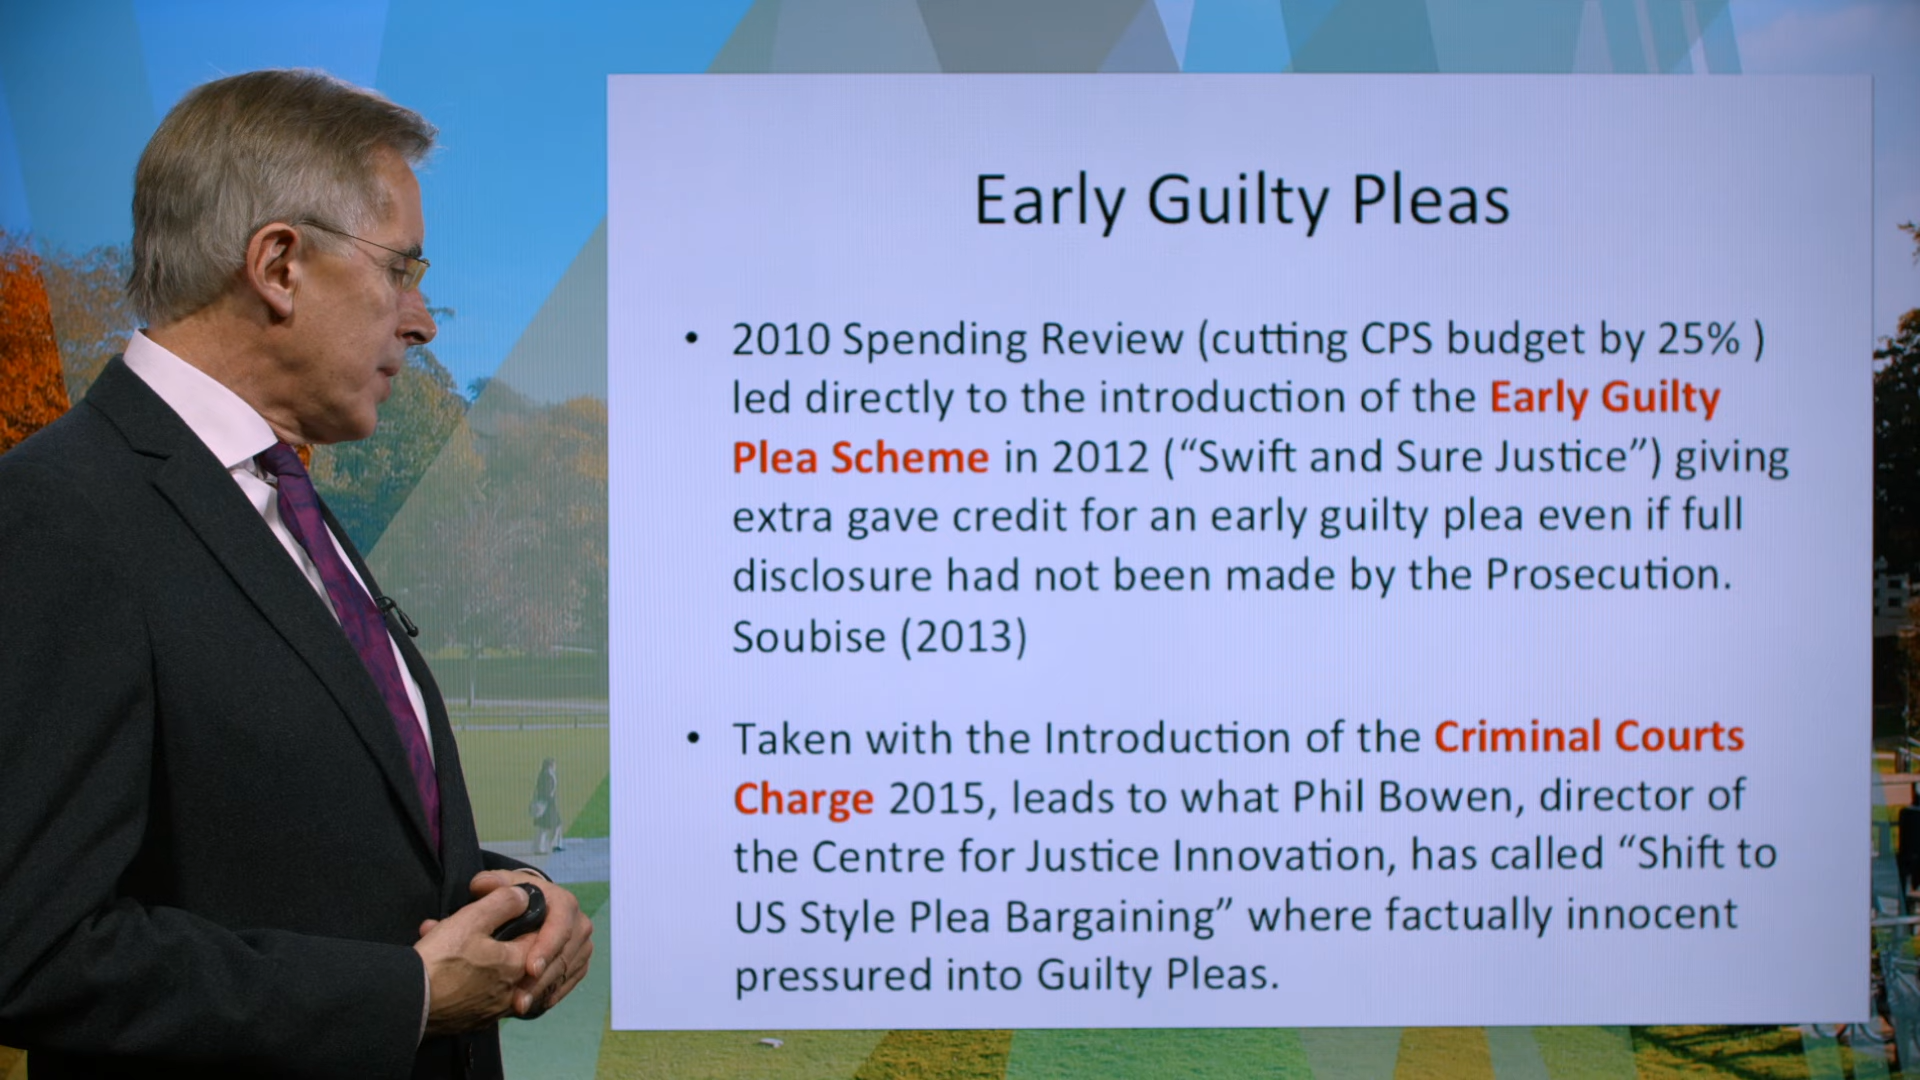 Early Guilty Pleas
• 2010 Spending Review (cutting CPS budget by 25% )
led directly to the introduction of the Early Guilty
Plea Scheme in 2012 (“Swift and Sure Justice”) giving
extra gave credit for an early guilty plea even if full
disclosure had not been made by the Prosecution.
Soubise (2013)
• Taken with the Introduction of the Criminal Courts
Charge 2015, leads to what Phil Bowen, director of
the Centre for Justice Innovation, has called “Shift to
US Style Plea Bargaining” where factually innocent
pressured into Guilty Pleas.